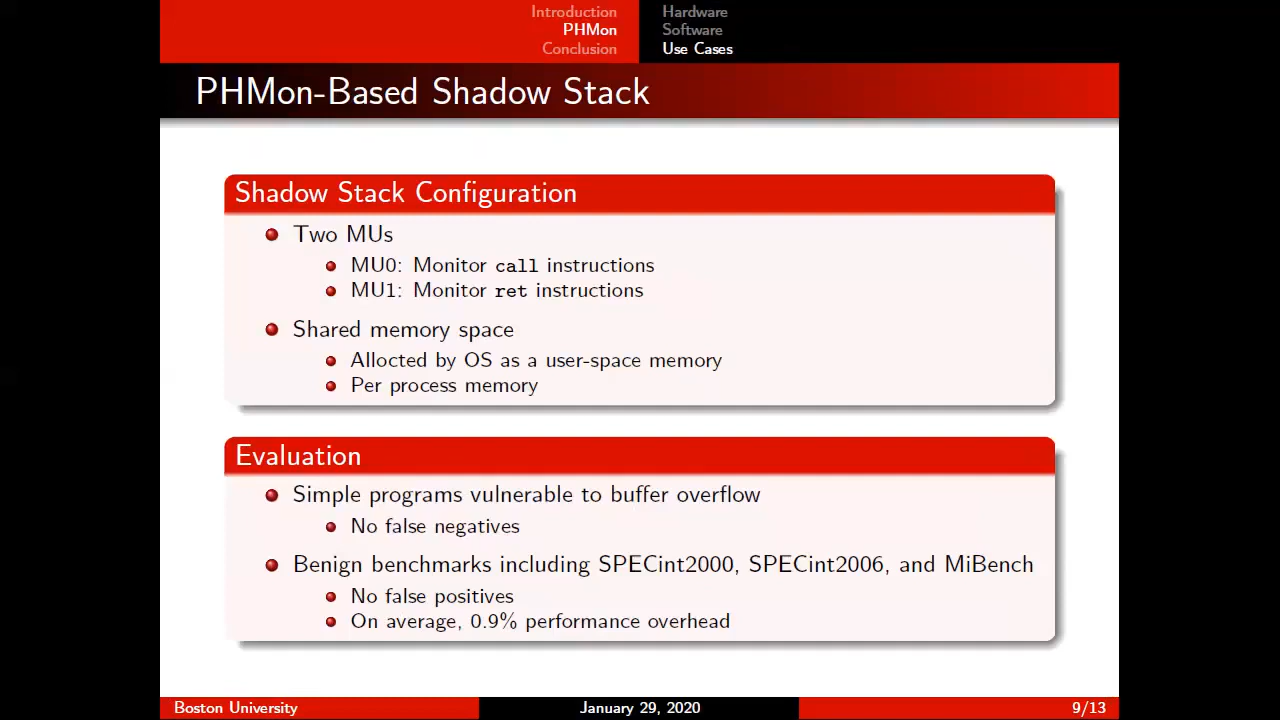 Introduction
PHMon
Conclusion
Hardware
Software
Use Cases
PHMon-Based Shadow Stack
Shadow Stack Configuration
Two MUs
MU0: Monitor call instructions
MU1: Monitor ret instructions
Shared memory space
Allocted by OS as a user-space memory
Per process memory
Evaluation
Simple programs vulnerable to buffer overflow
No false negatives
Benign benchmarks including SPECint2000, SPECint2006, and MiBench
No false positives
On average, 0.9% performance overhead
Boston University
January 29, 2020
9/13